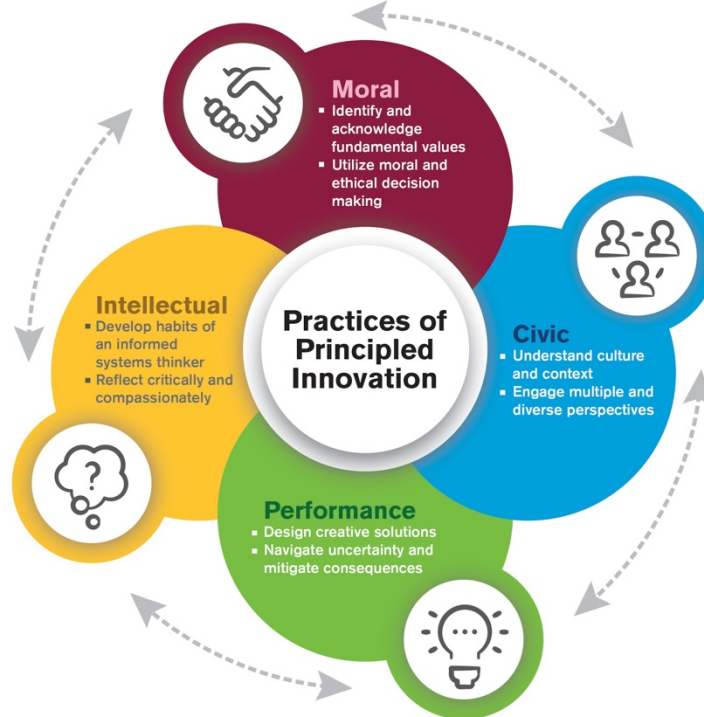 Moral
▪ Identify and
acknowledge
fundamental values
▪ Utilize moral and
ethical decision
making
Intellectual
▪ Develop habits of
an informed
systems thinker
▪ Reflect critically and
compassionately
Practices of
Principled
Innovation
Civic
▪ Understand culture
and context
▪ Engage multiple and
diverse perspectives
Performance
▪ Design creative solutions
▪ Navigate uncertainty and
mitigate consequences
?